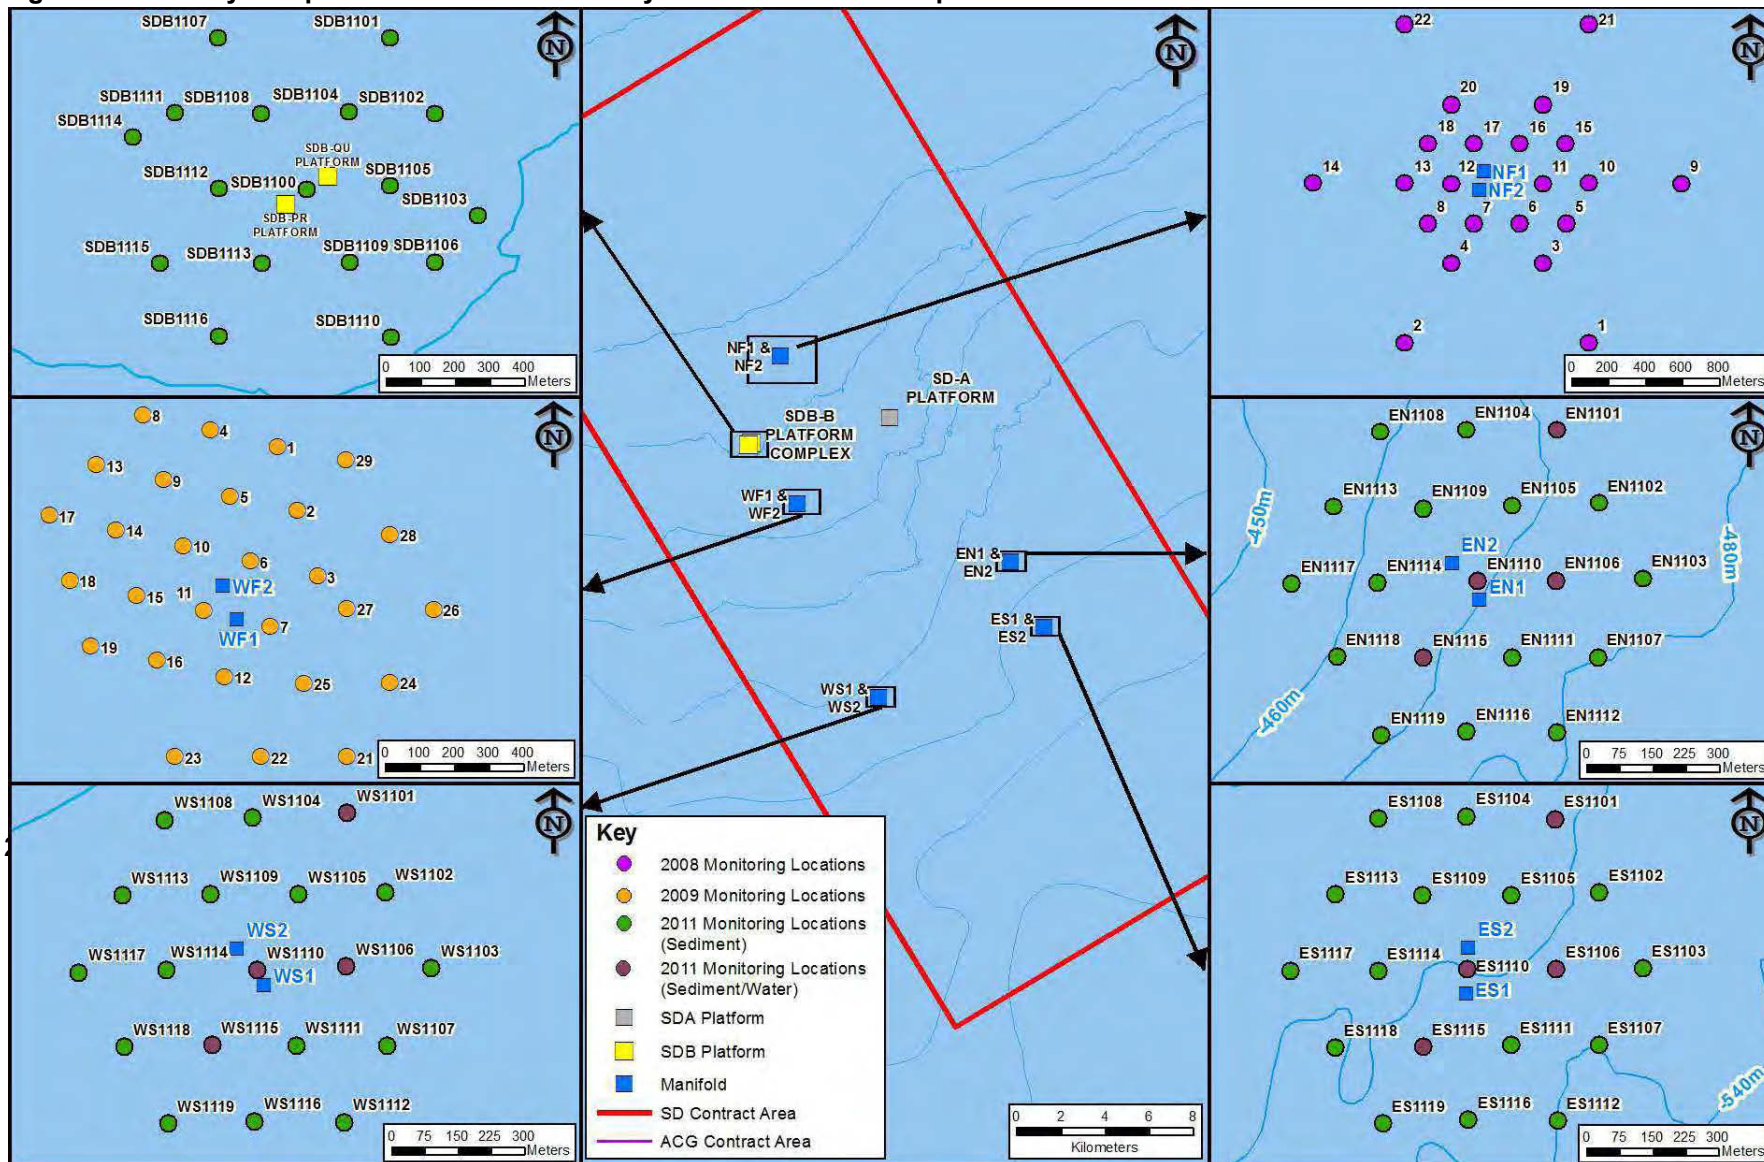 SDB1107
SDB1101
SDB1111
SDB1108
SDB1104
SDB1102
SDB1114
SDB-QU
PLATFORM
SDB1112
SDB1100
SDB1105
SDB1103
SDB-PR
PLATFORM
SDB1115
SDB1113
SDB1109
SDB1106
SDB1116
SDB1110
N
0 100 200 300 400
Meters
8
4
1
29
13
9
5
2
17
14
10
28
6
3
18
WF2
15
11
27
26
WF1
7
19
16
12
25
24
23
22
21
N
0 100 200 300 400
Meters
WS1108
WS1104
WS1101
WS1113
WS1109
WS1105
WS1102
WS2
WS1117
WS1114
WS1110
WS1106
WS1103
WS1
WS1118
WS1115
WS1111
WS1107
WS1119
WS1116
WS1112
N
0 75 150 225 300
Meters
N
NF1 &
NF2
SD-A
PLATFORM
SDB-B
PLATFORM
COMPLEX
WF1 &
WF2
EN1 &
EN2
ES1 &
ES2
WS1 &
WS2
Key
2008 Monitoring Locations
2009 Monitoring Locations
2011 Monitoring Locations
(Sediment)
2011 Monitoring Locations
(Sediment/Water)
SDA Platform
SDB Platform
Manifold
SD Contract Area
ACG Contract Area
0 2 4 6 8
Kilometers
22
21
N
20
19
18
17
16
15
14
13
12
NF1
11
10
9
NF2
8
7
6
5
4
3
2
1
0 200 400 600 800
Meters
EN1108
EN1104
EN1101
N
-450m
EN1113
EN1109
EN1105
EN1102
-480m
EN2
EN1117
EN1114
EN1110
EN1106
EN1103
EN1
EN1118
EN1115
EN1111
EN1107
-460m
EN1119
EN1116
EN1112
0 75 150 225 300
Meters
ES1108
ES1104
ES1101
N
ES1113
ES1109
ES1105
ES1102
ES2
ES1117
ES1114
ES1110
ES1106
ES1103
ES1
ES1118
ES1115
ES1111
ES1107
-540m
ES1119
ES1116
ES1112
0 75 150 225 300
Meters